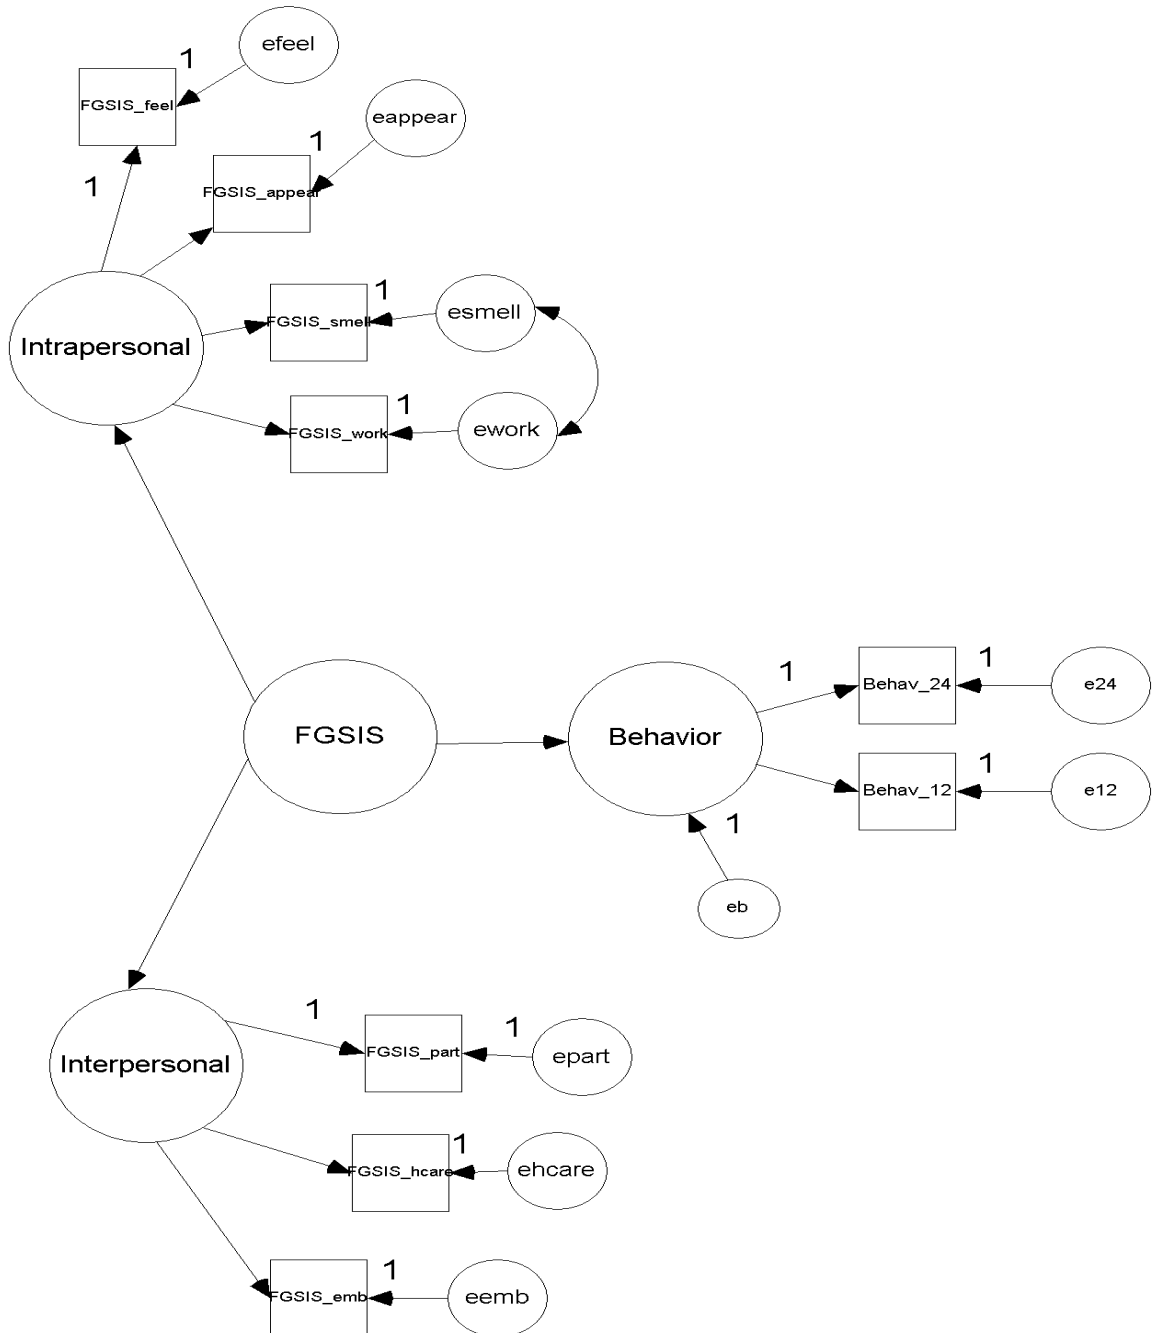 efeel
1
FGSIS_feel
eappear
1
FGSIS_appear
1
1
FGSIS_smell
esmell
Intrapersonal
1
FGSIS_work
ework
FGSIS
Behavior
1
Behav_24
1
e24
Behav_12
1
e12
1
eb
Interpersonal
1
FGSIS_part
1
epart
FGSIS_hcare
1
ehcare
FGSIS_emb
1
eemb